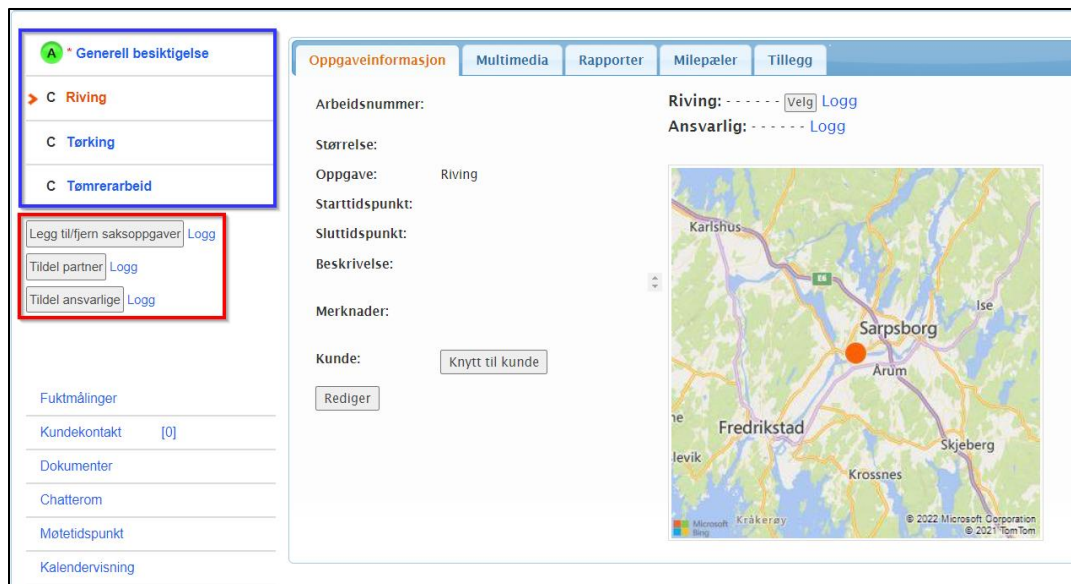 A * Generell besiktigelse
C Riving
C Tørking
C Tømrerarbeid
Legg til/fjern saksoppgaver Logg
Tildel partner Logg
Tildel ansvarlige Logg
Fuktmålinger
Kundekontakt [0]
Dokumenter
Chatterom
Møtetidspunkt
Kalendervisning
Oppgaveinformasjon Multimedia Rapporter Milepæler Tillegg
Arbeidsnummer:
Størrelse:
Oppgave: Riving
Starttidspunkt:
Sluttidspunkt:
Beskrivelse:
Merknader:
Kunde: Knytt til kunde
Rediger
Riving: - - - - - - Velg Logg
Ansvarlig: - - - - - - Logg
Karlshus
E6
Ise
Sarpsborg
Årum
ne
Fredrikstad
levik
Skjeberg
Krossnes
Kråkerøy
Microsoft
Bing
© 2022 Microsoft Corporation
© 2021 TomTom